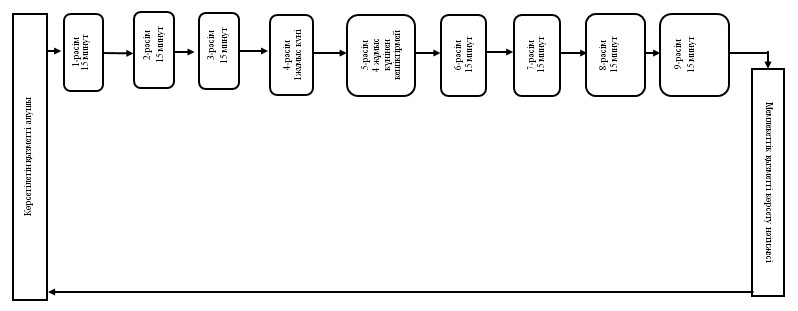 Көрсетілетін қызметті алушы
1-рәсім
15 минут
2-рәсім
15 минут
3-рәсім
15 минут
4-рәсім
1жұмыс күні
5-рәсім
4 жұмыс
күнінен
кешіктірмей
6-рәсім
15 минут
7-рәсім
15 минут
8-рәсім
15 минут
9-рәсім
15 минут
Мемлекеттік қызметті көрсету нәтижесі